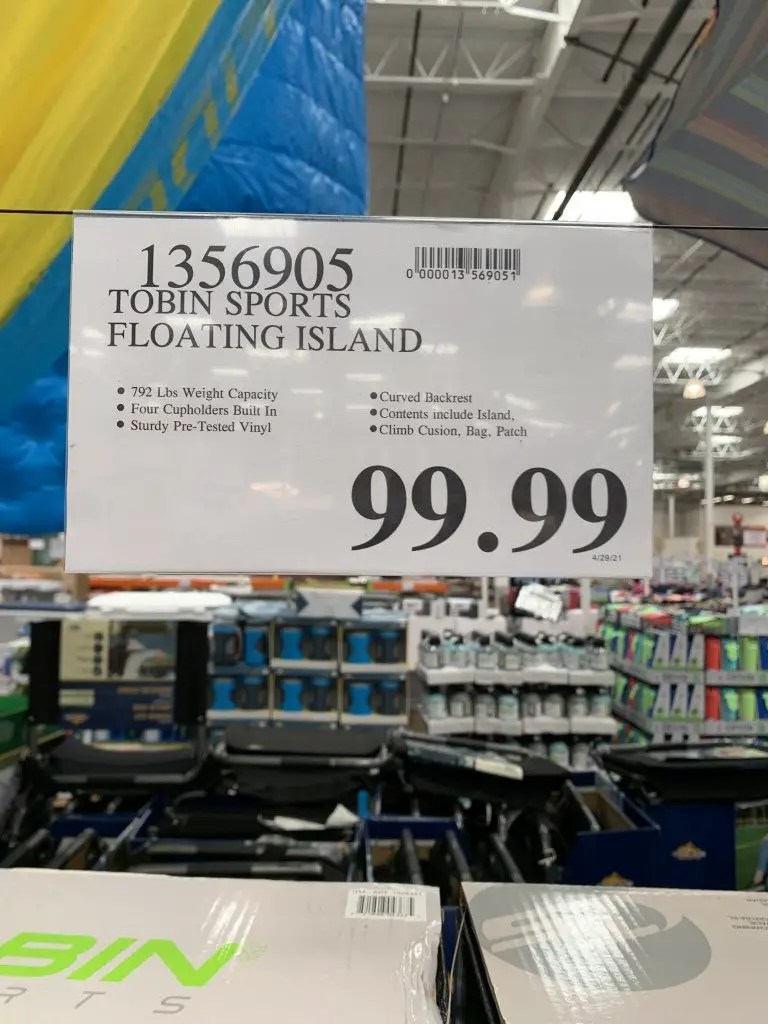 1356905
0 000013 569051
TOBIN SPORTS
FLOATING ISLAND
• 792 Lbs Weight Capacity
• Four Cupholders Built In
• Sturdy Pre-Tested Vinyl
• Curved Backrest
• Contents include Island,
• Climb Cusion, Bag, Patch
99.99
4/29/21
BIN
RTS